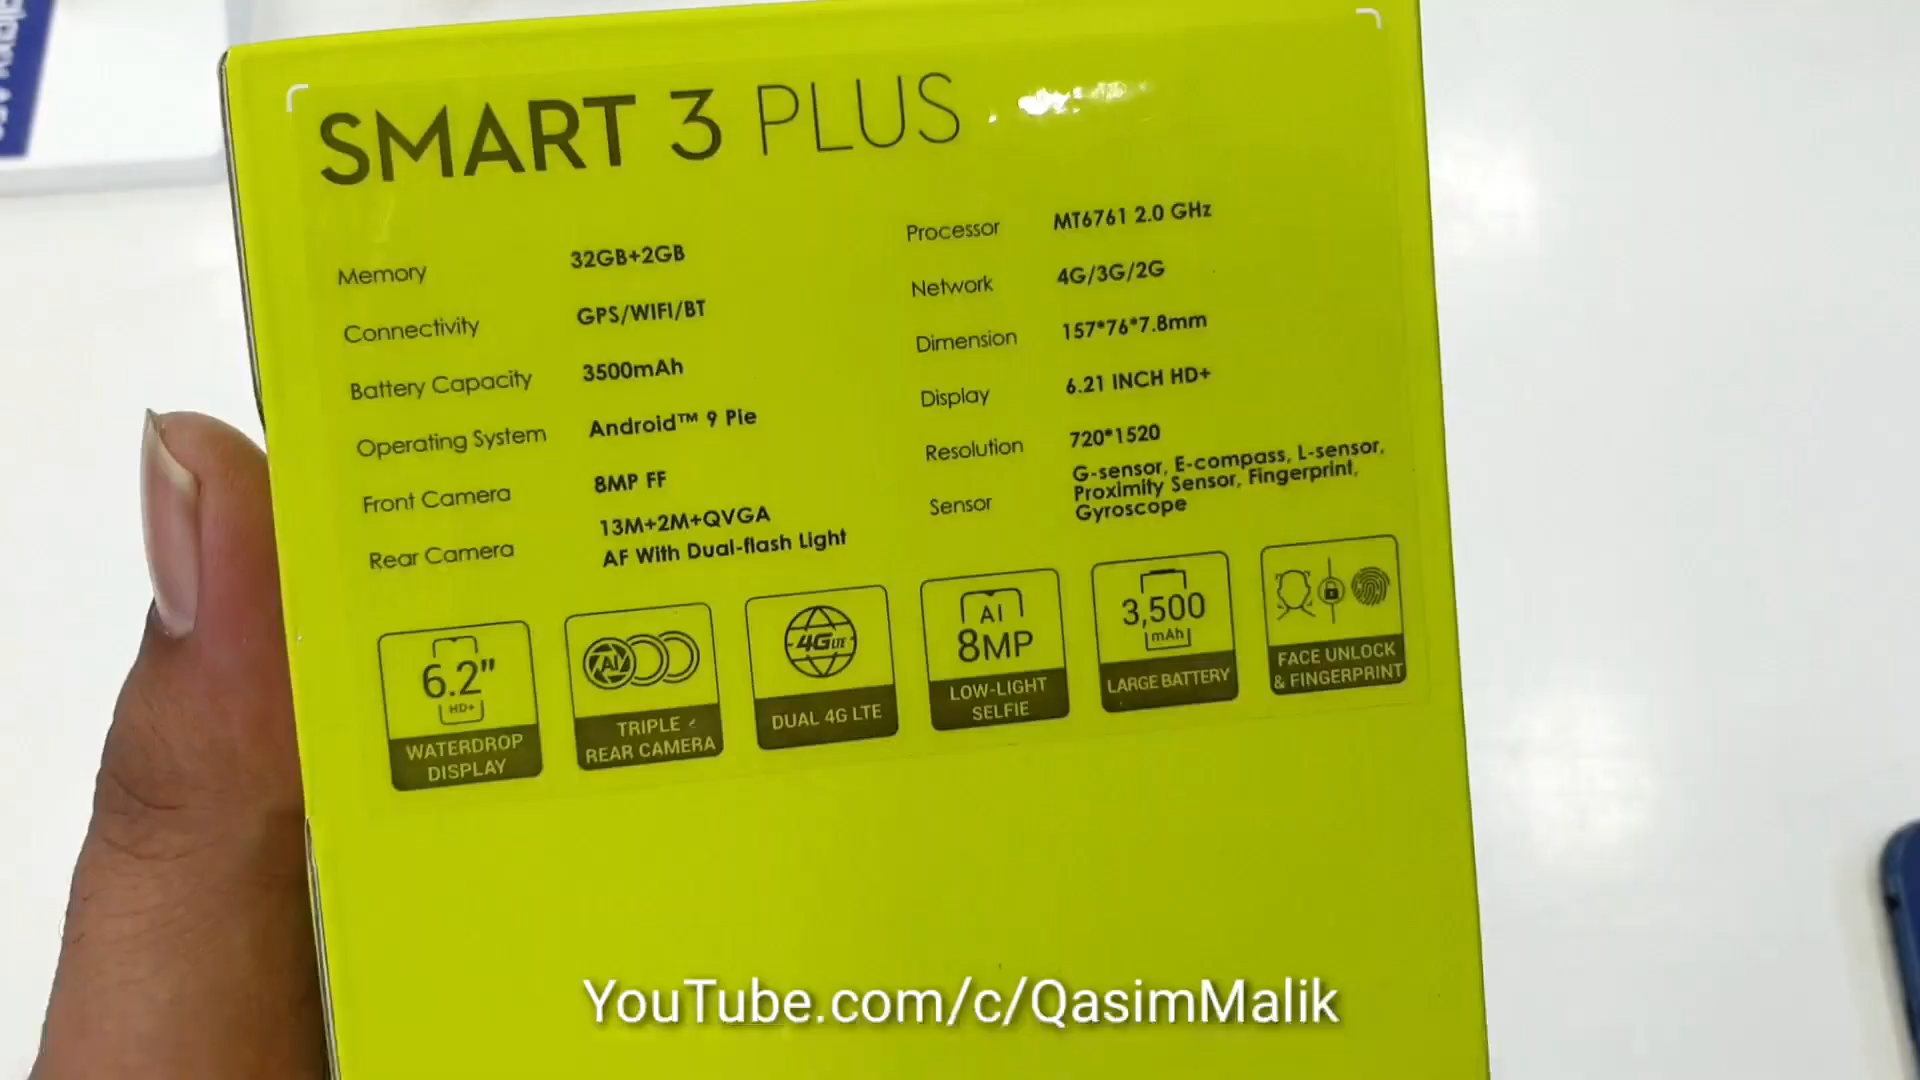 SMART 3 PLUS
Memory 32GB+2GB
Connectivity GPS/WIFI/BT
Battery Capacity 3500mAh
Operating System Android™ 9 Pie
Front Camera 8MP FF
Rear Camera 13M+2M+QVGA
AF With Dual-flash Light
Processor MT6761 2.0 GHz
Network 4G/3G/2G
Dimension 157*76*7.8mm
Display 6.21 INCH HD+
Resolution 720*1520
Sensor G-sensor, E-compass, L-sensor,
Proximity Sensor, Fingerprint,
Gyroscope
6.2"
HD+
WATERDROP
DISPLAY
AI
TRIPLE
REAR CAMERA
4G LTE
DUAL 4G LTE
AI
8MP
LOW-LIGHT
SELFIE
3,500
mAh
LARGE BATTERY
FACE UNLOCK
& FINGERPRINT
YouTube.com/c/QasimMalik